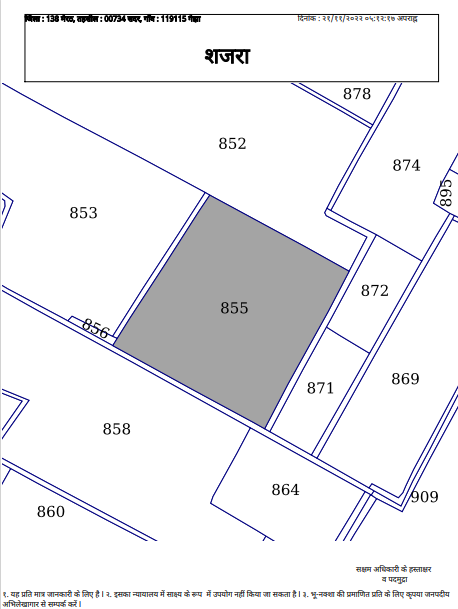 जिला : 138 मेरठ, तहसील : 00734 सदर, गाँव : 119115 गेझा
दिनांक : २१/११/२०२२ ०५:१२:१७ अपराह्न
शजरा
878
852
874
895
853
872
855
856
869
871
858
864
909
860
सक्षम अधिकारी के हस्ताक्षर
व पदमुद्रा
१. यह प्रति मात्र जानकारी के लिए है । २. इसका न्यायालय में साक्ष्य के रूप में उपयोग नहीं किया जा सकता है । ३. भू-नक्शा की प्रमाणित प्रति के लिए कृपया जनपदीय
अभिलेखागार से सम्पर्क करें ।